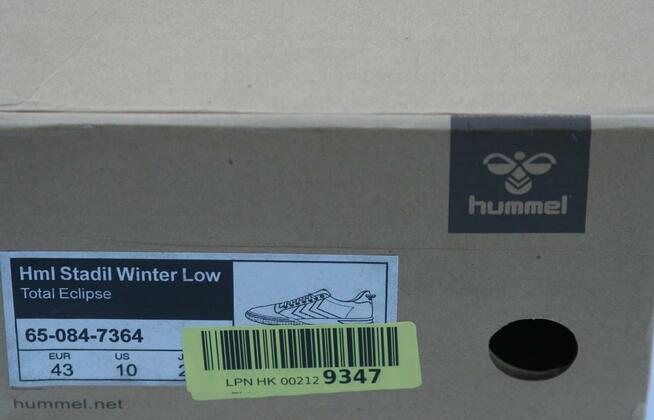 hummel
Hml Stadil Winter Low
Total Eclipse
65-084-7364
EUR US
43 10
LPN HK 00212 9347
hummel.net